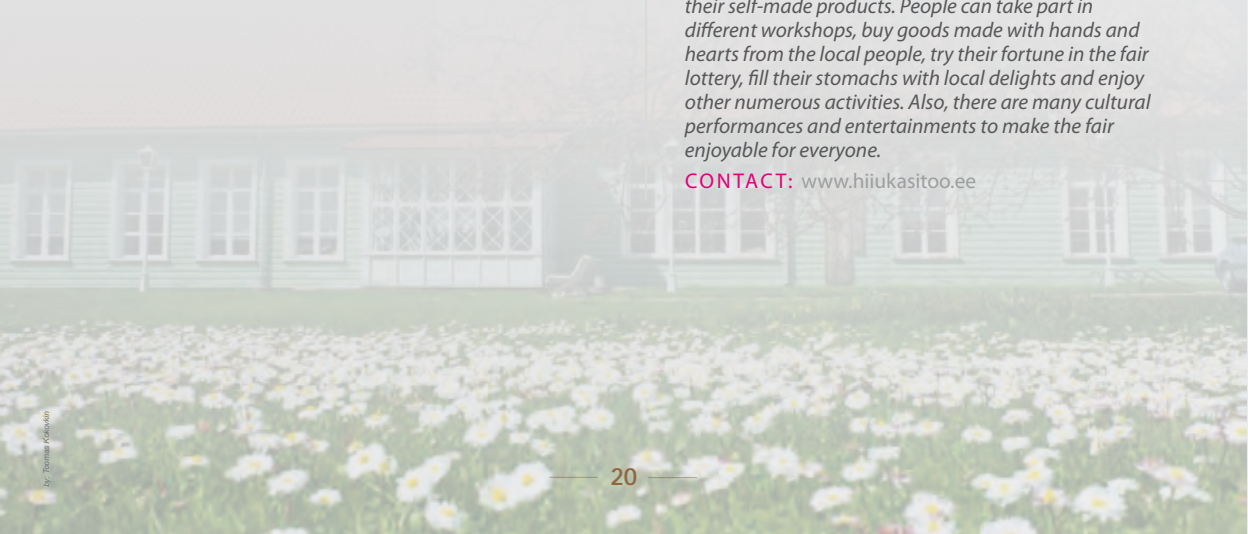 their self-made products. People can take part in
different workshops, buy goods made with hands and
hearts from the local people, try their fortune in the fair
lottery, fill their stomachs with local delights and enjoy
other numerous activities. Also, there are many cultural
performances and entertainments to make the fair
enjoyable for everyone.
CONTACT: www.hiiukasitoo.ee
by: Toomas Kokovkin
20